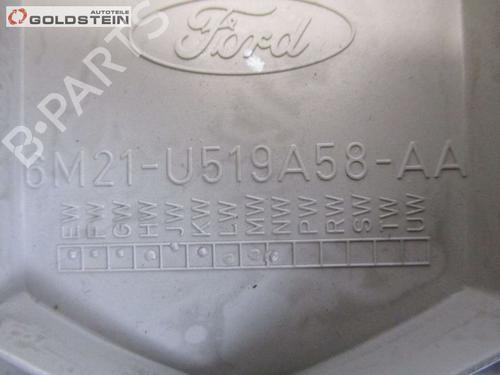 AUTOTEILE
GOLDSTEIN
Ford
B-PARTS
6M21-U519A58-AA
EW FW GW HW JW KW LW MW NW PW RW SW TW UW